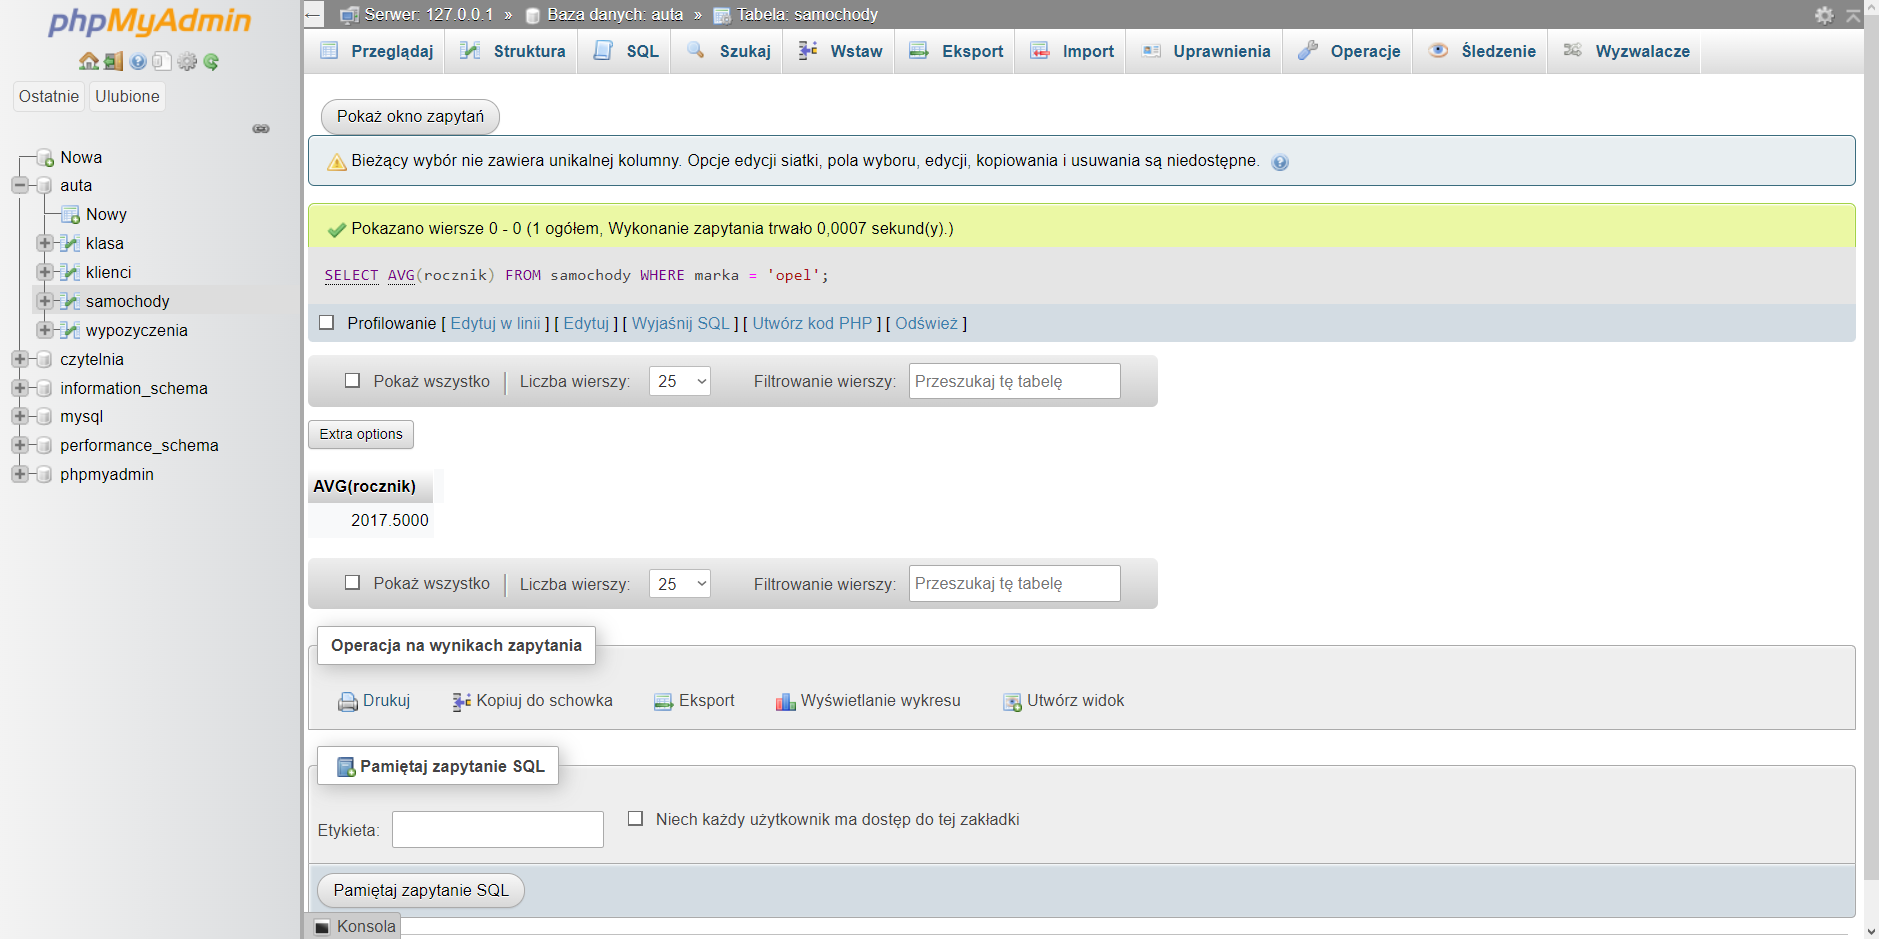 phpMyAdmin
Ostatnie Ulubione
Nowa
auta
Nowy
klasa
klienci
samochody
wypozyczenia
czytelnia
information_schema
mysql
performance_schema
phpmyadmin
Serwer: 127.0.0.1 » Baza danych: auta » Tabela: samochody
Przeglądaj Struktura SQL Szukaj Wstaw Eksport Import Uprawnienia Operacje Śledzenie Wyzwalacze
Pokaż okno zapytań
Bieżący wybór nie zawiera unikalnej kolumny. Opcje edycji siatki, pola wyboru, edycji, kopiowania i usuwania są niedostępne.
Pokazano wiersze 0 - 0 (1 ogółem, Wykonanie zapytania trwało 0,0007 sekund(y).)
SELECT AVG(rocznik) FROM samochody WHERE marka = 'opel';
Profilowanie [ Edytuj w linii ] [ Edytuj ] [ Wyjaśnij SQL ] [ Utwórz kod PHP ] [ Odśwież ]
Pokaż wszystko | Liczba wierszy: 25 Filtrowanie wierszy: Przeszukaj tę tabelę
Extra options
AVG(rocznik)
2017.5000
Pokaż wszystko | Liczba wierszy: 25 Filtrowanie wierszy: Przeszukaj tę tabelę
Operacja na wynikach zapytania
Drukuj Kopiuj do schowka Eksport Wyświetlanie wykresu Utwórz widok
Pamiętaj zapytanie SQL
Etykieta: Niech każdy użytkownik ma dostęp do tej zakładki
Pamiętaj zapytanie SQL
Konsola